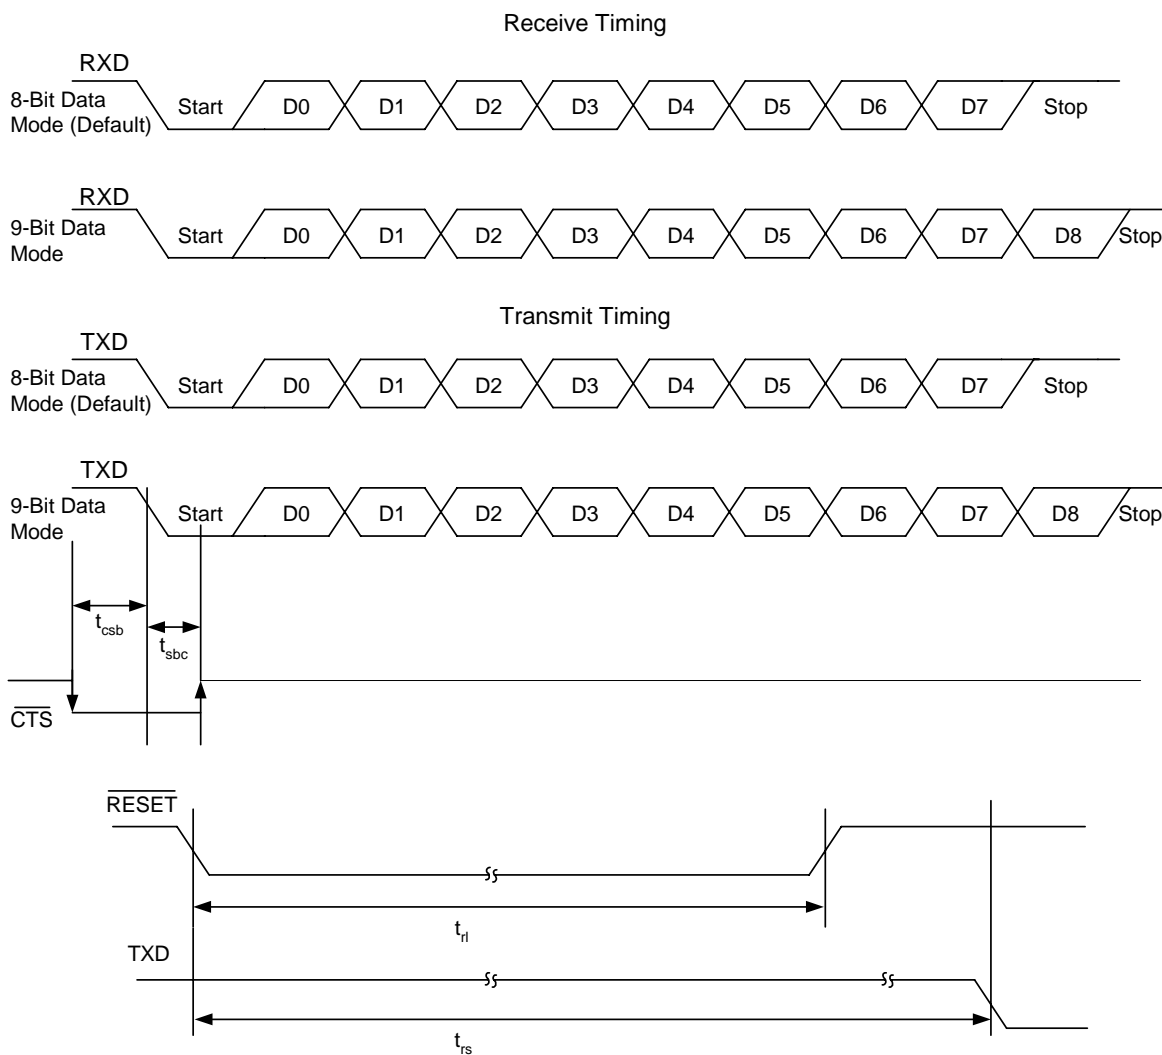 Receive Timing
RXD
8-Bit Data
Mode (Default)
Start D0 D1 D2 D3 D4 D5 D6 D7 Stop
RXD
9-Bit Data
Mode
Start D0 D1 D2 D3 D4 D5 D6 D7 D8 Stop
Transmit Timing
TXD
8-Bit Data
Mode (Default)
Start D0 D1 D2 D3 D4 D5 D6 D7 Stop
TXD
9-Bit Data
Mode
Start D0 D1 D2 D3 D4 D5 D6 D7 D8 Stop
tcsb
tsbc
CTS
RESET
trl
TXD
trs